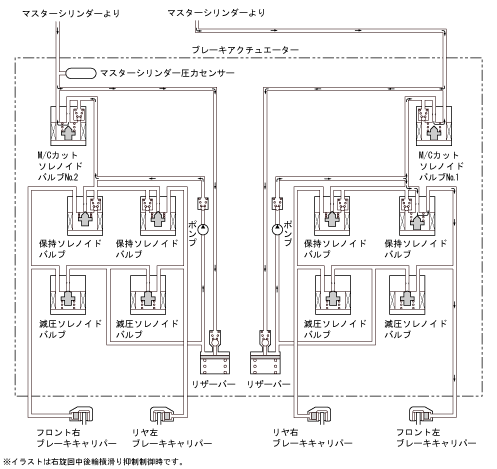 マスターシリンダーより
マスターシリンダーより
ブレーキアクチュエーター
マスターシリンダー圧力センサー
M/Cカット
ソレノイド
バルブNo.2
M/Cカット
ソレノイド
バルブNo.1
ポンプ
ポンプ
保持ソレノイド
バルブ
保持ソレノイド
バルブ
保持ソレノイド
バルブ
保持ソレノイド
バルブ
減圧ソレノイド
バルブ
減圧ソレノイド
バルブ
減圧ソレノイド
バルブ
減圧ソレノイド
バルブ
リザーバー
リザーバー
フロント右
ブレーキキャリパー
リヤ左
ブレーキキャリパー
リヤ右
ブレーキキャリパー
フロント左
ブレーキキャリパー
※イラストは右旋回中後輪横滑り抑制制御時です。